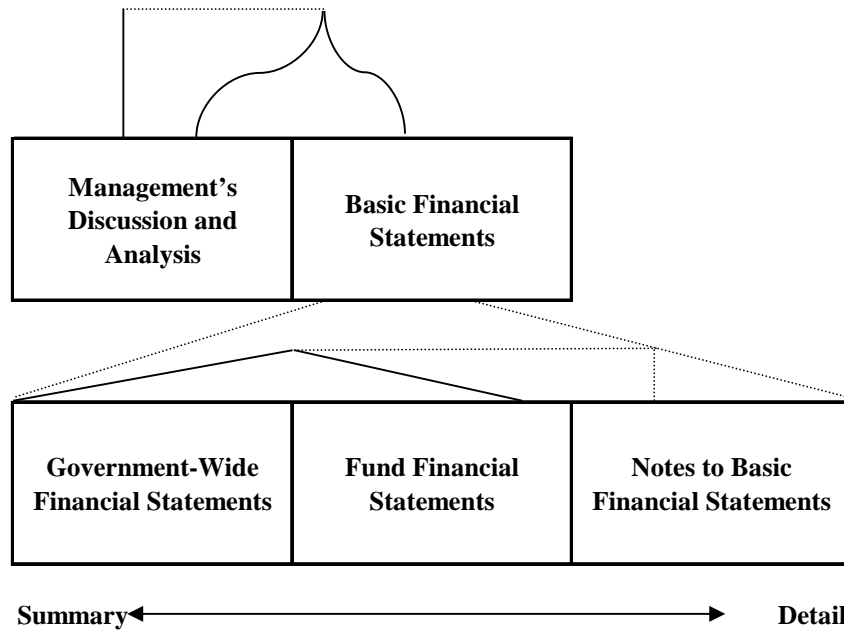 Management’s
Discussion and
Analysis
Basic Financial
Statements
Government-Wide
Financial Statements
Fund Financial
Statements
Notes to Basic
Financial Statements
Summary
Detail